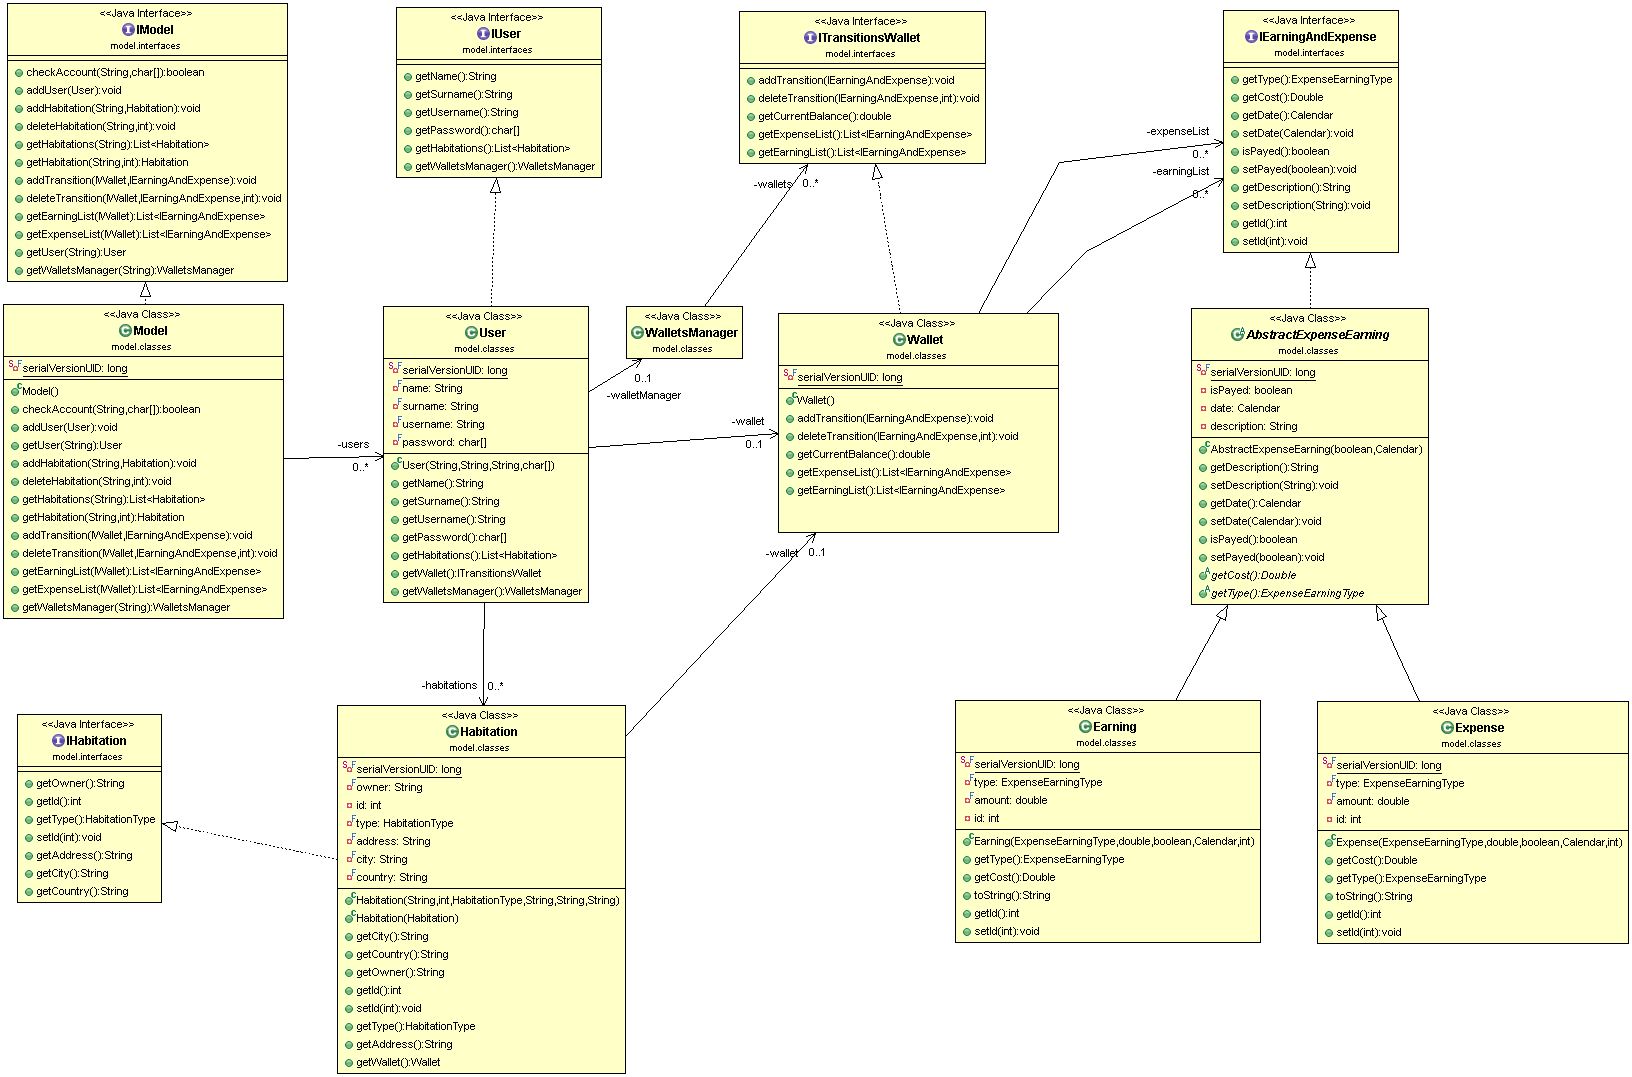 <<Java Interface>>
IModel
model.interfaces
checkAccount(String,char[]):boolean
addUser(User):void
addHabitation(String,Habitation):void
deleteHabitation(String,int):void
getHabitations(String):List<Habitation>
getHabitation(String,int):Habitation
addTransition(IWallet,IEarningAndExpense):void
deleteTransition(IWallet,IEarningAndExpense,int):void
getEarningList(IWallet):List<IEarningAndExpense>
getExpenseList(IWallet):List<IEarningAndExpense>
getUser(String):User
getWalletsManager(String):WalletsManager
<<Java Interface>>
IUser
model.interfaces
getName():String
getSurname():String
getUsername():String
getPassword():char[]
getHabitations():List<Habitation>
getWalletsManager():WalletsManager
<<Java Interface>>
ITransitionsWallet
model.interfaces
addTransition(IEarningAndExpense):void
deleteTransition(IEarningAndExpense,int):void
getCurrentBalance():double
getExpenseList():List<IEarningAndExpense>
getEarningList():List<IEarningAndExpense>
<<Java Interface>>
IEarningAndExpense
model.interfaces
getType():ExpenseEarningType
getCost():Double
getDate():Calendar
setDate(Calendar):void
isPayed():boolean
setPayed(boolean):void
getDescription():String
setDescription(String):void
getId():int
setId(int):void
-expenseList
0..*
-earningList
0..*
-wallets
0..*
<<Java Class>>
Model
model.classes
serialVersionUID: long
Model()
checkAccount(String,char[]):boolean
addUser(User):void
getUser(String):User
addHabitation(String,Habitation):void
deleteHabitation(String,int):void
getHabitations(String):List<Habitation>
getHabitation(String,int):Habitation
addTransition(IWallet,IEarningAndExpense):void
deleteTransition(IWallet,IEarningAndExpense,int):void
getEarningList(IWallet):List<IEarningAndExpense>
getExpenseList(IWallet):List<IEarningAndExpense>
getWalletsManager(String):WalletsManager
-users
0..*
<<Java Class>>
User
model.classes
serialVersionUID: long
name: String
surname: String
username: String
password: char[]
User(String,String,String,char[])
getName():String
getSurname():String
getUsername():String
getPassword():char[]
getHabitations():List<Habitation>
getWallet():ITransitionsWallet
getWalletsManager():WalletsManager
<<Java Class>>
WalletsManager
model.classes
0..1
-walletManager
-wallet
0..1
<<Java Class>>
Wallet
model.classes
serialVersionUID: long
Wallet()
addTransition(IEarningAndExpense):void
deleteTransition(IEarningAndExpense,int):void
getCurrentBalance():double
getExpenseList():List<IEarningAndExpense>
getEarningList():List<IEarningAndExpense>
-wallet
0..1
<<Java Class>>
AbstractExpenseEarning
model.classes
serialVersionUID: long
isPayed: boolean
date: Calendar
description: String
AbstractExpenseEarning(boolean,Calendar)
getDescription():String
setDescription(String):void
getDate():Calendar
setDate(Calendar):void
isPayed():boolean
setPayed(boolean):void
getCost():Double
getType():ExpenseEarningType
-habitations
0..*
<<Java Interface>>
IHabitation
model.interfaces
getOwner():String
getId():int
getType():HabitationType
setId(int):void
getAddress():String
getCity():String
getCountry():String
<<Java Class>>
Habitation
model.classes
serialVersionUID: long
owner: String
id: int
type: HabitationType
address: String
city: String
country: String
Habitation(String,int,HabitationType,String,String,String)
Habitation(Habitation)
getCity():String
getCountry():String
getOwner():String
getId():int
setId(int):void
getType():HabitationType
getAddress():String
getWallet():Wallet
<<Java Class>>
Earning
model.classes
serialVersionUID: long
type: ExpenseEarningType
amount: double
id: int
Earning(ExpenseEarningType,double,boolean,Calendar,int)
getType():ExpenseEarningType
getCost():Double
toString():String
getId():int
setId(int):void
<<Java Class>>
Expense
model.classes
serialVersionUID: long
type: ExpenseEarningType
amount: double
id: int
Expense(ExpenseEarningType,double,boolean,Calendar,int)
getCost():Double
getType():ExpenseEarningType
toString():String
getId():int
setId(int):void